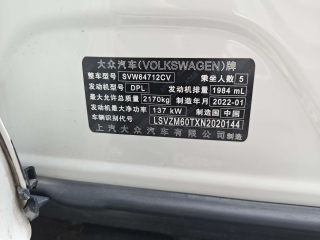 大众汽车(VOLKSWAGEN)牌
整车型号 SVW64712CV 乘坐人数 5
发动机型号 DPL 发动机排量 1984 mL
最大允许总质量 2170kg 制造年月 2022-01
发动机最大净功率 137 kW 制造国 中国
车辆识别代号 LSVZM60TXN2020144
上汽大众汽车有限公司 制造